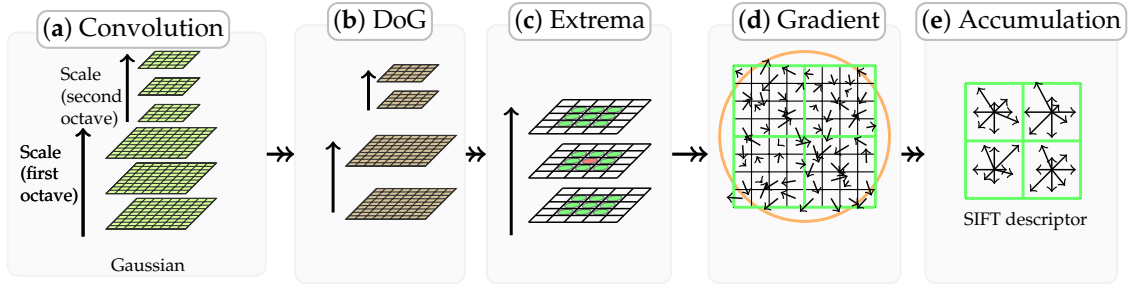 (a) Convolution
Scale
(second
octave)
Scale
(first
octave)
Gaussian
(b) DoG
(c) Extrema
(d) Gradient
(e) Accumulation
SIFT descriptor